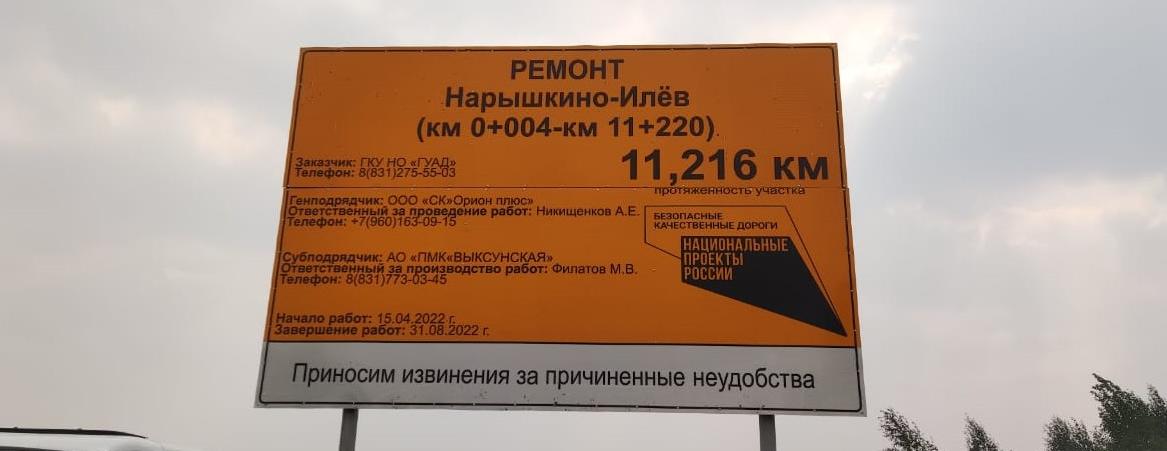 РЕМОНТ
Нарышкино-Илёв
(км 0+004-км 11+220).
11,216 км
протяженность участка
Заказчик: ГКУ НО «ГУАД»
Телефон: 8(831)275-55-03
Генподрядчик: ООО «СК»Орион плюс»
Ответственный за проведение работ: Никищенков А.Е.
Телефон: +7(960)163-09-15
БЕЗОПАСНЫЕ
КАЧЕСТВЕННЫЕ ДОРОГИ
НАЦИОНАЛЬНЫЕ
ПРОЕКТЫ
РОССИИ
Субподрядчик: АО «ПМК«ВЫКСУНСКАЯ»
Ответственный за производство работ: Филатов М.В.
Телефон: 8(831)773-03-45
Начало работ: 15.04.2022 г.
Завершение работ: 31.08.2022 г.
Приносим извинения за причиненные неудобства